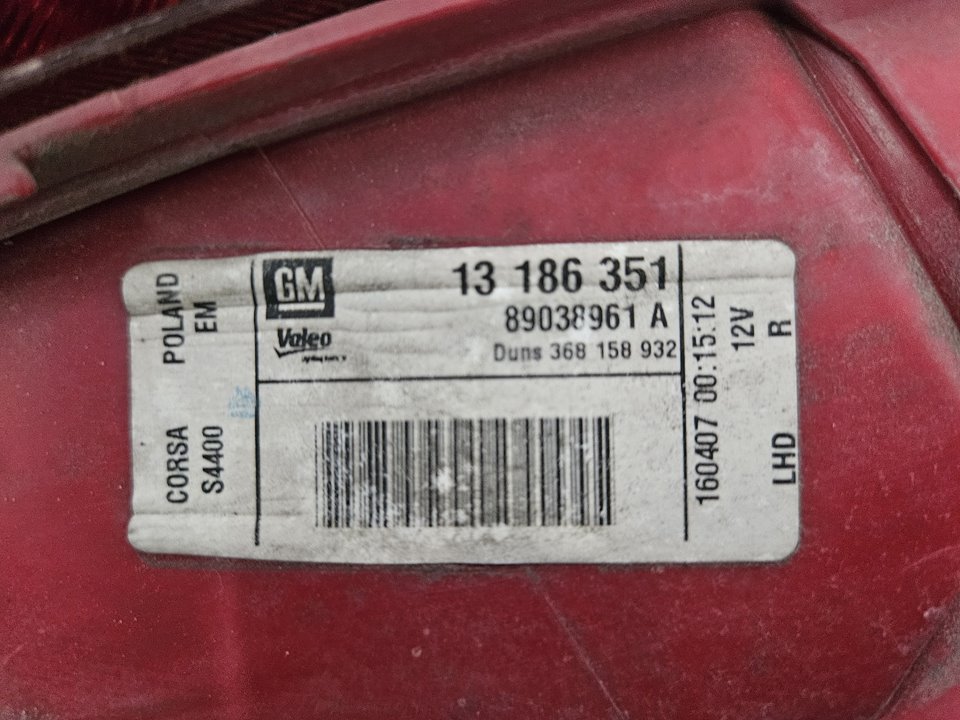 POLAND
EM
CORSA
S4400
GM
Valeo
13 186 351
89038961 A
Duns 368 158 932
160407 00:15:12
12V
LHD R